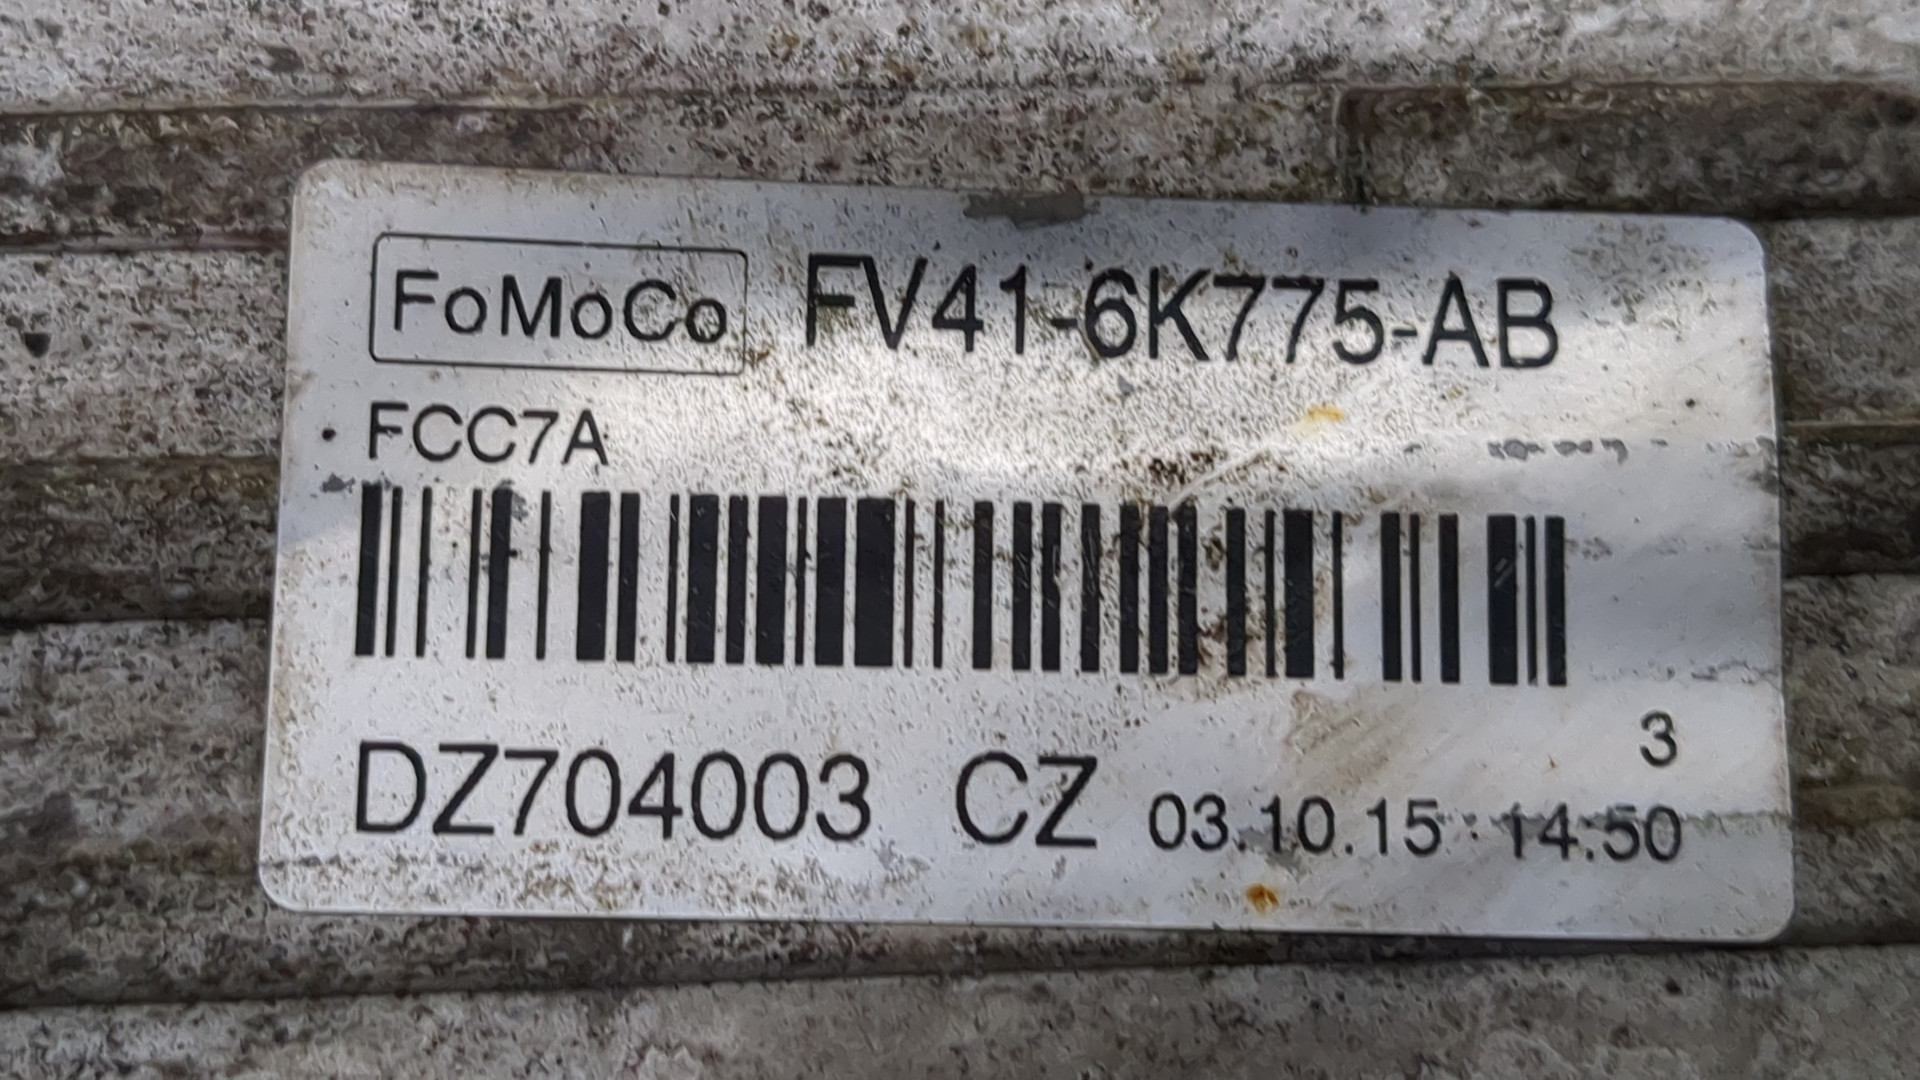 FoMoCo FV41-6K775-AB
FCC7A
3
DZ704003 CZ 03.10.15 14:50